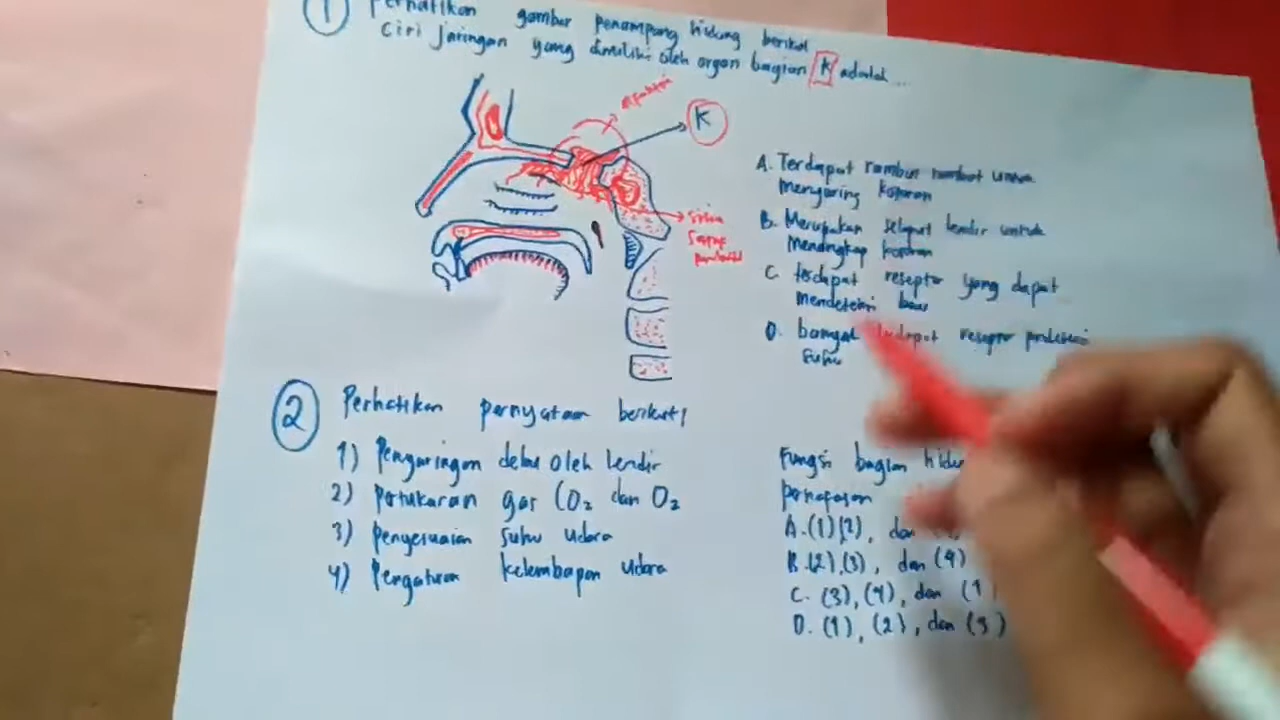 1 Perhatikan gambar penampang hidung berikut
Ciri jaringan yang dimiliki oleh organ bagian K adalah ...
K
A. Terdapat rambut rambut untuk
menyaring kotoran
B. Merupakan selaput lendir untuk
Menangkap kotoran
C. terdapat reseptor yang dapat
Mendeteksi bau
D. banyak terdapat reseptor
suhu
2 Perhatikan pernyataan berikut!
1) Penyaringan debu oleh lendir
2) Pertukaran gas CO2 dan O2
3) Penyesuaian suhu udara
4) Pengaturan kelembapan udara
Fungsi bagian
pernapasan
A. (1) (2), dan
B. (2), (3), dan (4)
C. (3), (4), dan (1)
D. (1), (2), dan (3)